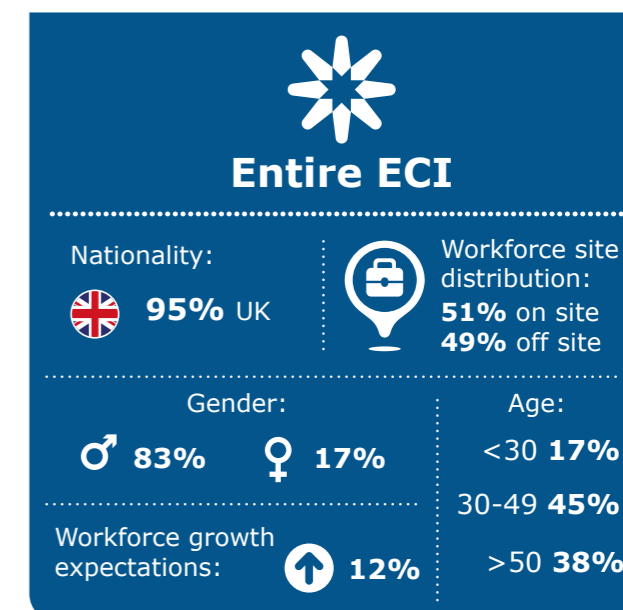 Entire ECI
Nationality:
95% UK
Workforce site
distribution:
51% on site
49% off site
Gender:
83%
17%
Workforce growth
expectations:
12%
Age:
<30 17%
30-49 45%
>50 38%